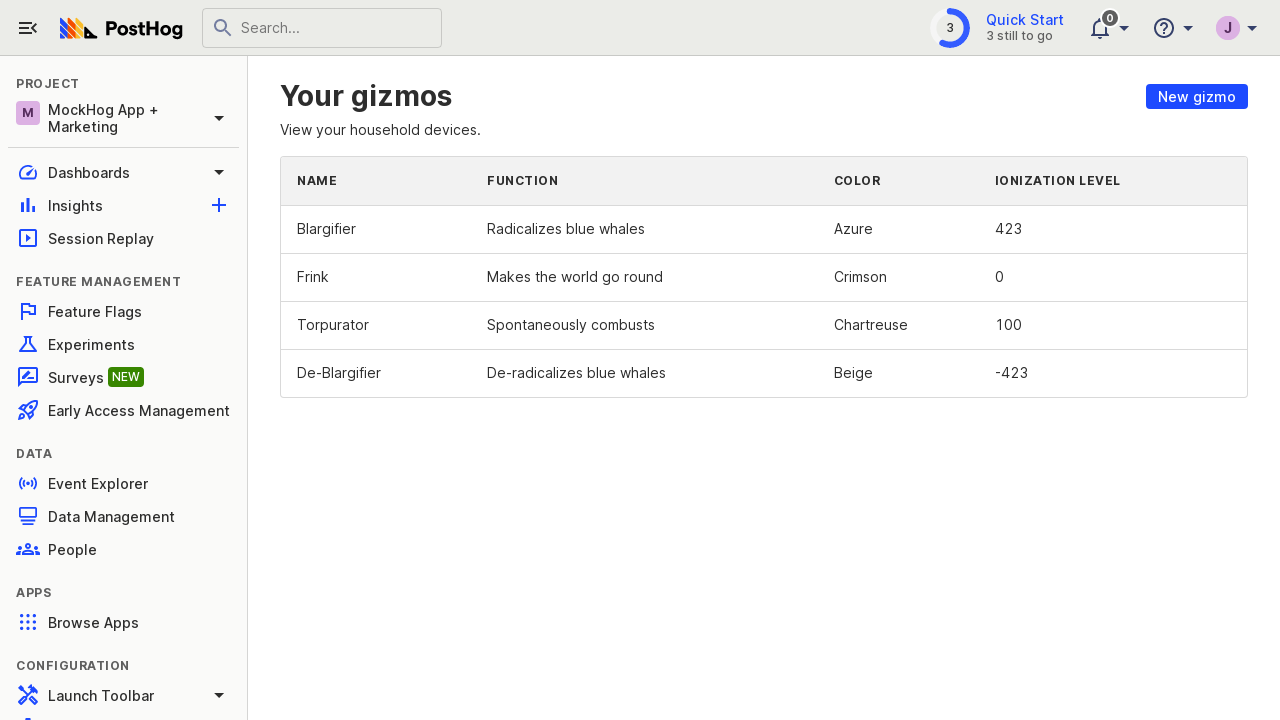 PostHog
Search...
3
Quick Start
3 still to go
0
J
PROJECT
M
MockHog App +
Marketing
Dashboards
Insights
Session Replay
FEATURE MANAGEMENT
Feature Flags
Experiments
Surveys NEW
Early Access Management
DATA
Event Explorer
Data Management
People
APPS
Browse Apps
CONFIGURATION
Launch Toolbar
Your gizmos
New gizmo
View your household devices.
NAME FUNCTION COLOR IONIZATION LEVEL
Blargifier Radicalizes blue whales Azure 423
Frink Makes the world go round Crimson 0
Torpurator Spontaneously combusts Chartreuse 100
De-Blargifier De-radicalizes blue whales Beige -423